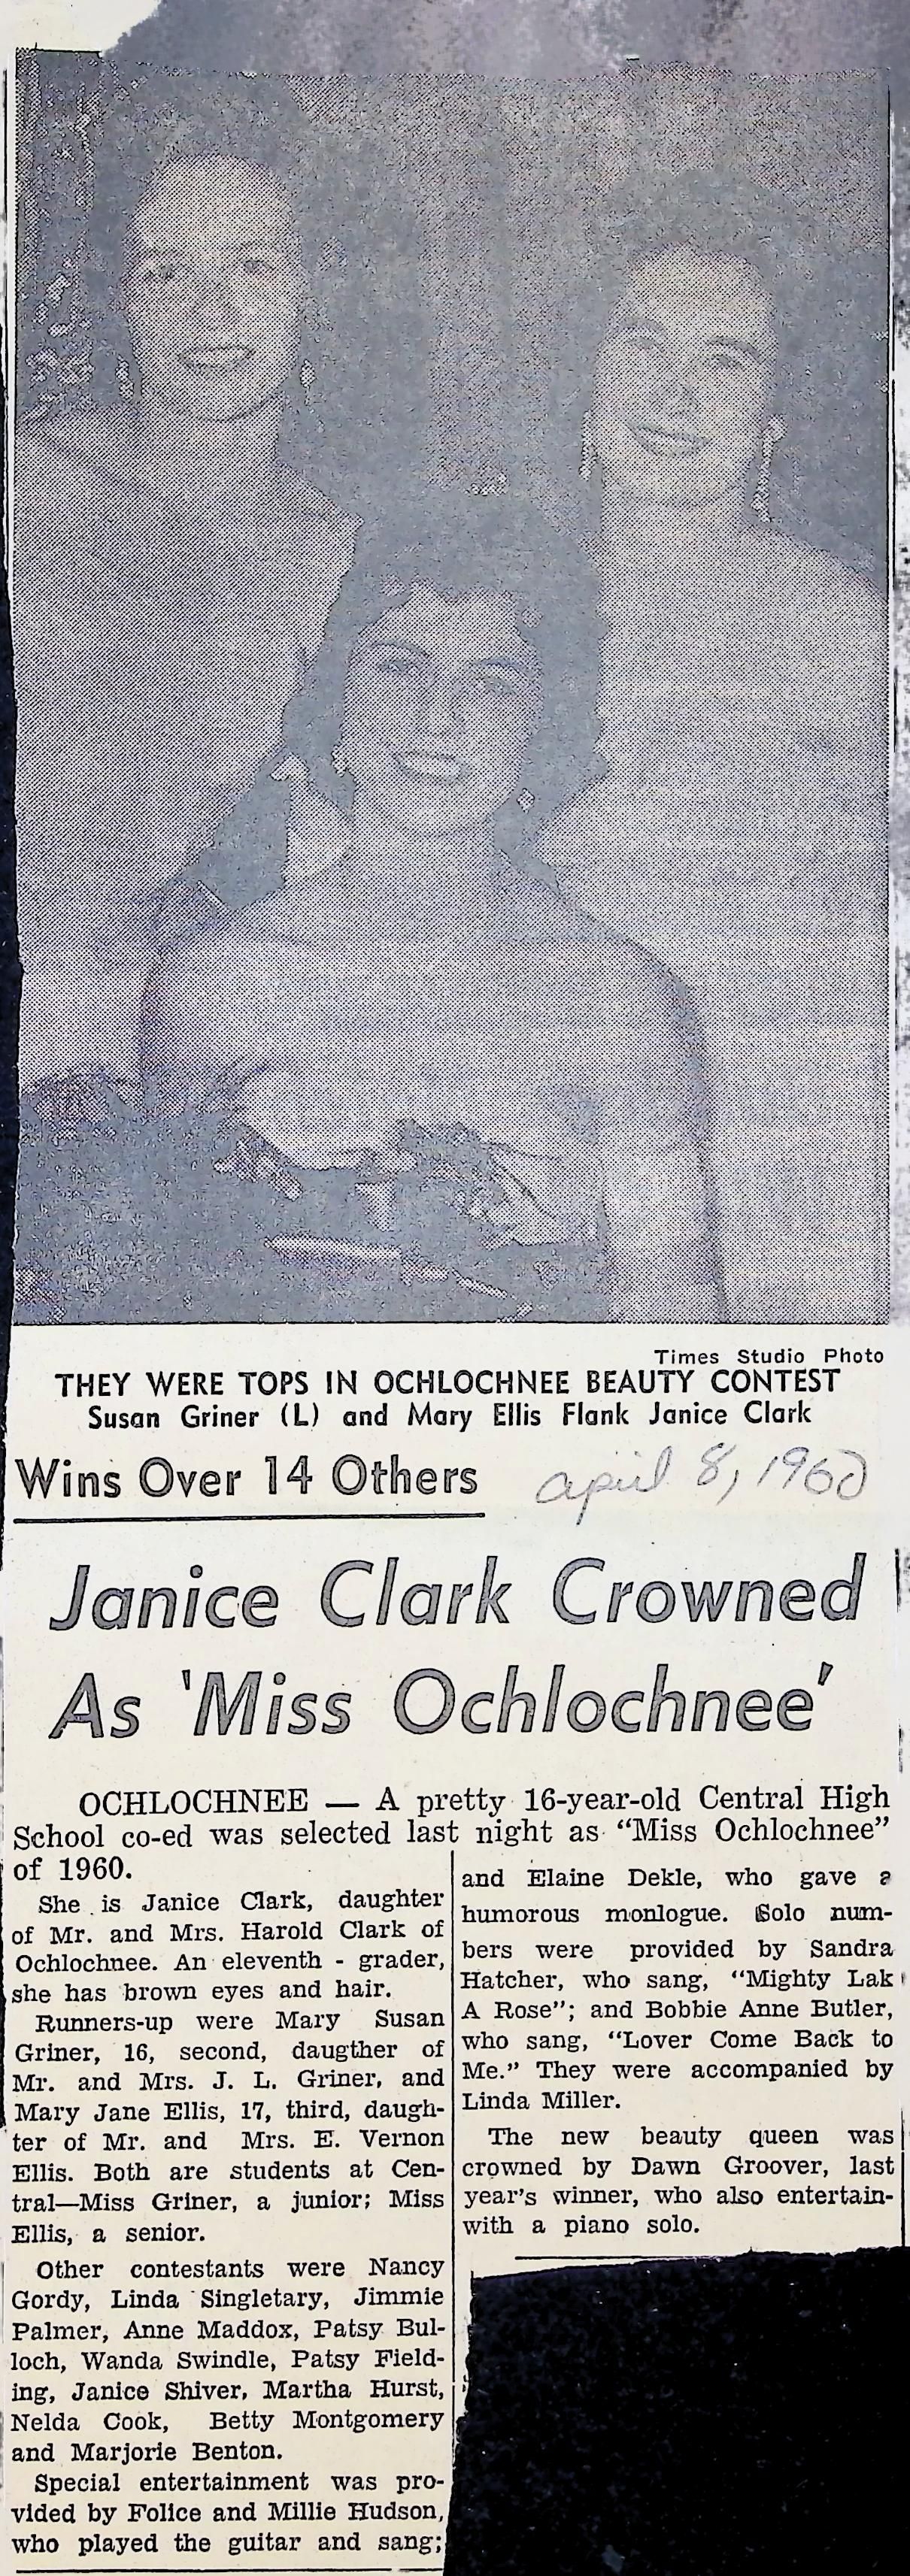 Times Studio Photo
THEY WERE TOPS IN OCHLOCHNEE BEAUTY CONTEST
Susan Griner (L) and Mary Ellis Flank Janice Clark
Wins Over 14 Others
april 8, 1960
Janice Clark Crowned
As 'Miss Ochlochnee'
OCHLOCHNEE — A pretty 16-year-old Central High
School co-ed was selected last night as "Miss Ochlochnee"
of 1960.
She is Janice Clark, daughter
of Mr. and Mrs. Harold Clark of
Ochlochnee. An eleventh - grader,
she has brown eyes and hair.
Runners-up were Mary Susan
Griner, 16, second, daugther of
Mr. and Mrs. J. L. Griner, and
Mary Jane Ellis, 17, third, daugh-
ter of Mr. and Mrs. E. Vernon
Ellis. Both are students at Cen-
tral—Miss Griner, a junior; Miss
Ellis, a senior.
Other contestants were Nancy
Gordy, Linda Singletary, Jimmie
Palmer, Anne Maddox, Patsy Bul-
loch, Wanda Swindle, Patsy Field-
ing, Janice Shiver, Martha Hurst,
Nelda Cook, Betty Montgomery
and Marjorie Benton.
Special entertainment was pro-
vided by Folice and Millie Hudson,
who played the guitar and sang;
and Elaine Dekle, who gave a
humorous monlogue. Solo num-
bers were provided by Sandra
Hatcher, who sang, "Mighty Lak
A Rose"; and Bobbie Anne Butler,
who sang, "Lover Come Back to
Me." They were accompanied by
Linda Miller.
The new beauty queen was
crowned by Dawn Groover, last
year's winner, who also entertain-
with a piano solo.